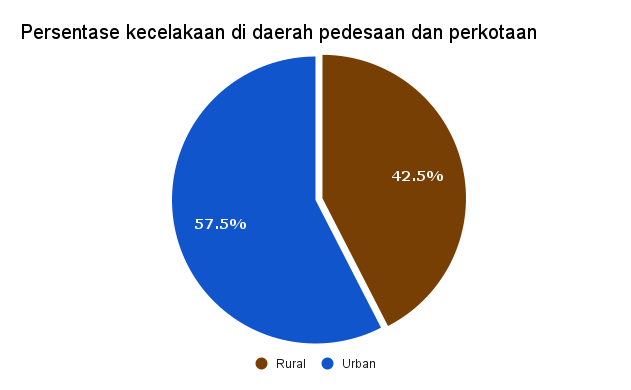 Persentase kecelakaan di daerah pedesaan dan perkotaan
42.5%
57.5%
Rural Urban